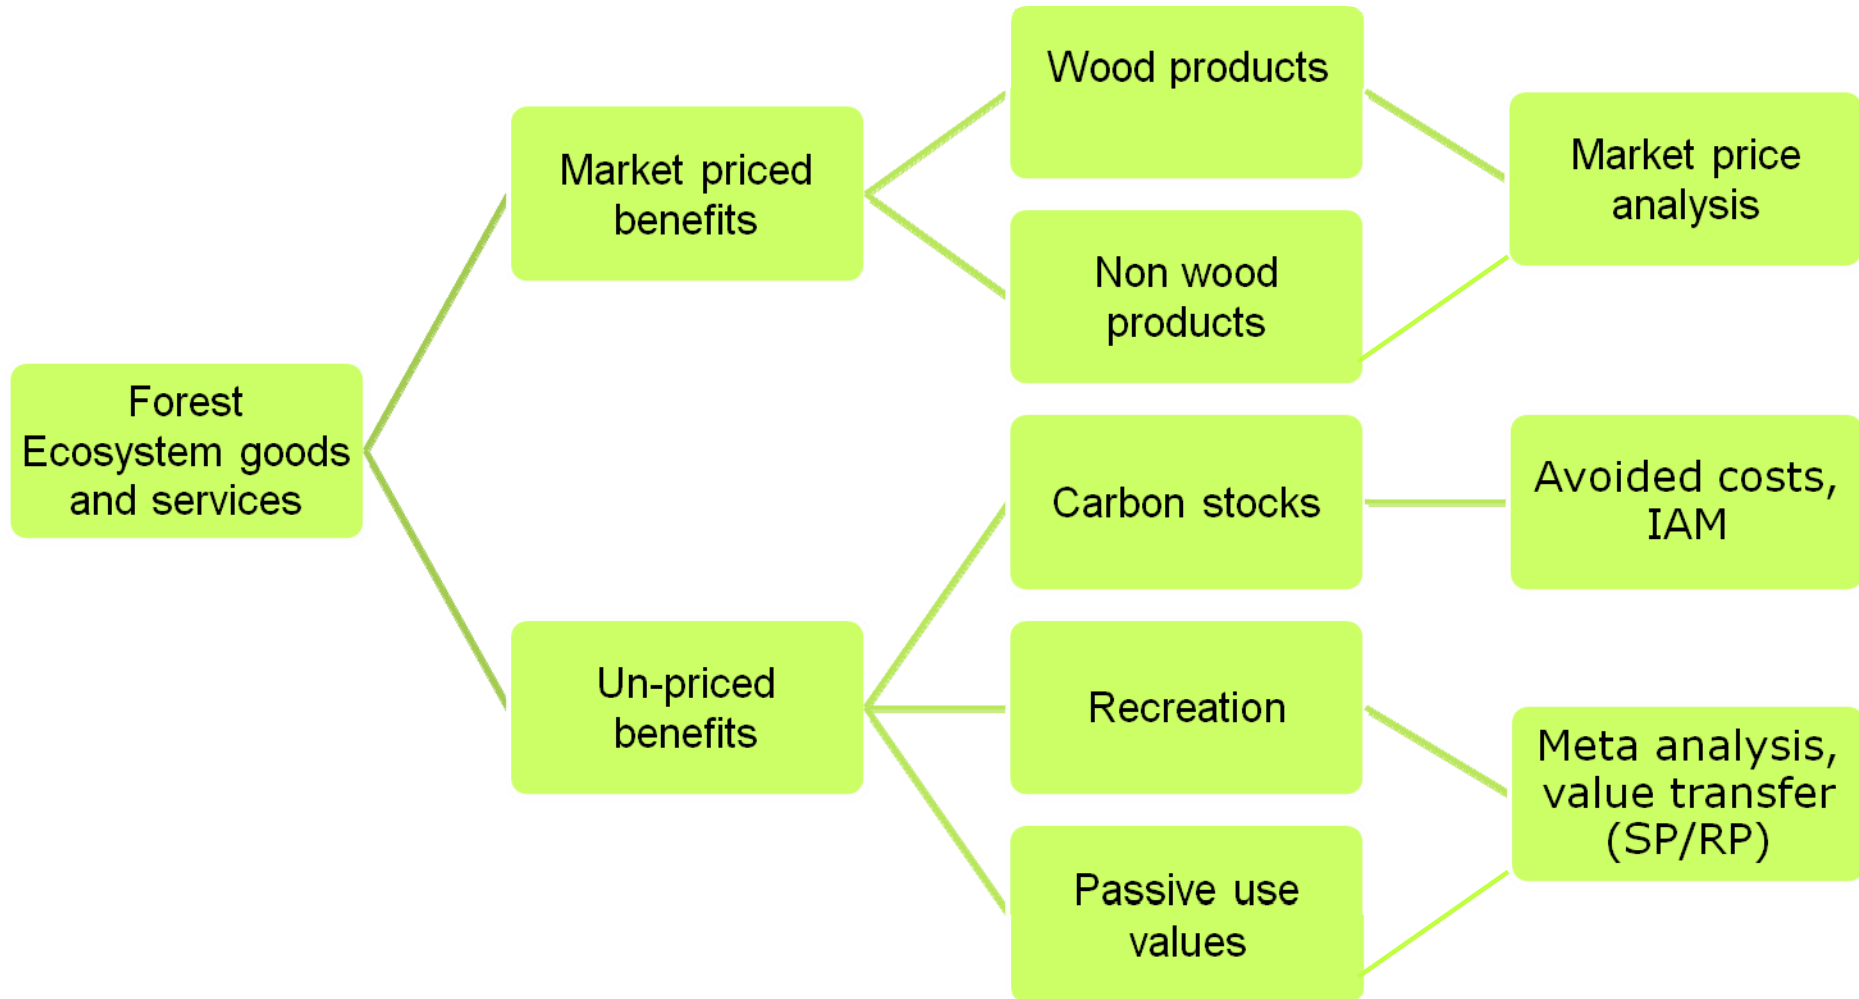 Forest
Ecosystem goods
and services
Market priced
benefits
Un-priced
benefits
Wood products
Non wood
products
Carbon stocks
Recreation
Passive use
values
Market price
analysis
Avoided costs,
IAM
Meta analysis,
value transfer
(SP/RP)